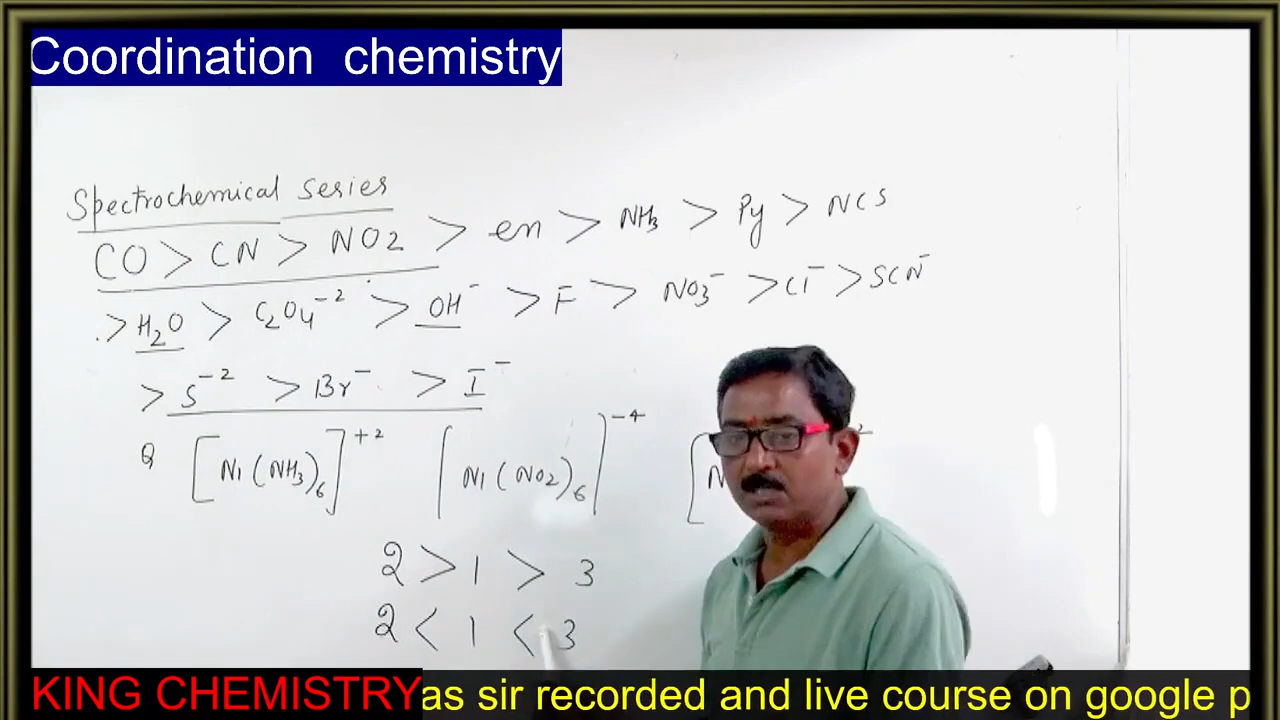 Coordination chemistry
Spectrochemical series
CO > CN > NO2 > en > NH3 > Py > NCS
> H2O > C2O4^-2 > OH^- > F > NO3^- > Cl^- > SCN^-
> S^-2 > Br^- > I^-
Q [Ni(NH3)6]^+2 [Ni(NO2)6]^-4 [N
2 > 1 > 3
2 < 1 < 3
KING CHEMISTRY as sir recorded and live course on google p